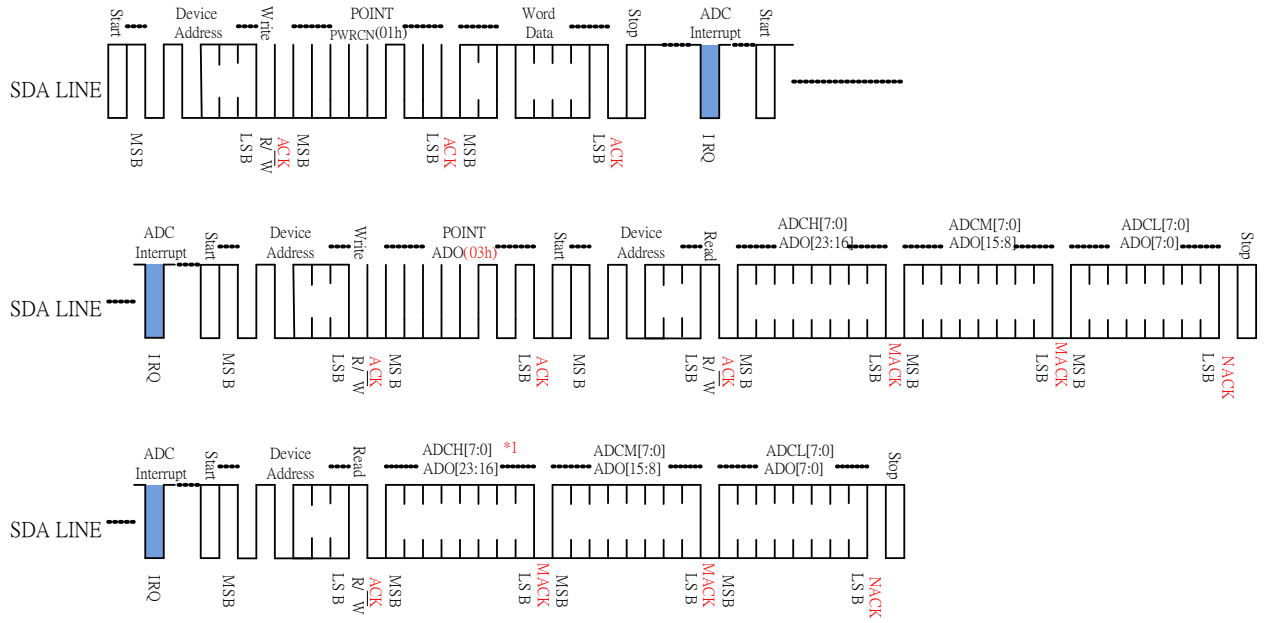 Start
Device
Address
Write
POINT
PWRCN(01h)
Word
Data
Stop
ADC
Interrupt
Start
SDA LINE
MSB
LSB
R/W
ACK
MSB
LSB
ACK
MSB
LSB
ACK
IRQ
ADC
Interrupt
Start
Device
Address
Write
POINT
ADO(03h)
Start
Device
Address
Read
ADCH[7:0]
ADO[23:16]
ADCM[7:0]
ADO[15:8]
ADCL[7:0]
ADO[7:0]
Stop
SDA LINE
IRQ
MSB
LSB
R/W
ACK
MSB
LSB
ACK
MSB
LSB
R/W
ACK
MSB
LSB
MACK
MSB
LSB
MACK
MSB
LSB
NACK
ADC
Interrupt
Start
Device
Address
Read
ADCH[7:0] *1
ADO[23:16]
ADCM[7:0]
ADO[15:8]
ADCL[7:0]
ADO[7:0]
Stop
SDA LINE
IRQ
MSB
LSB
R/W
ACK
MSB
LSB
MACK
MSB
LSB
MACK
MSB
LSB
NACK